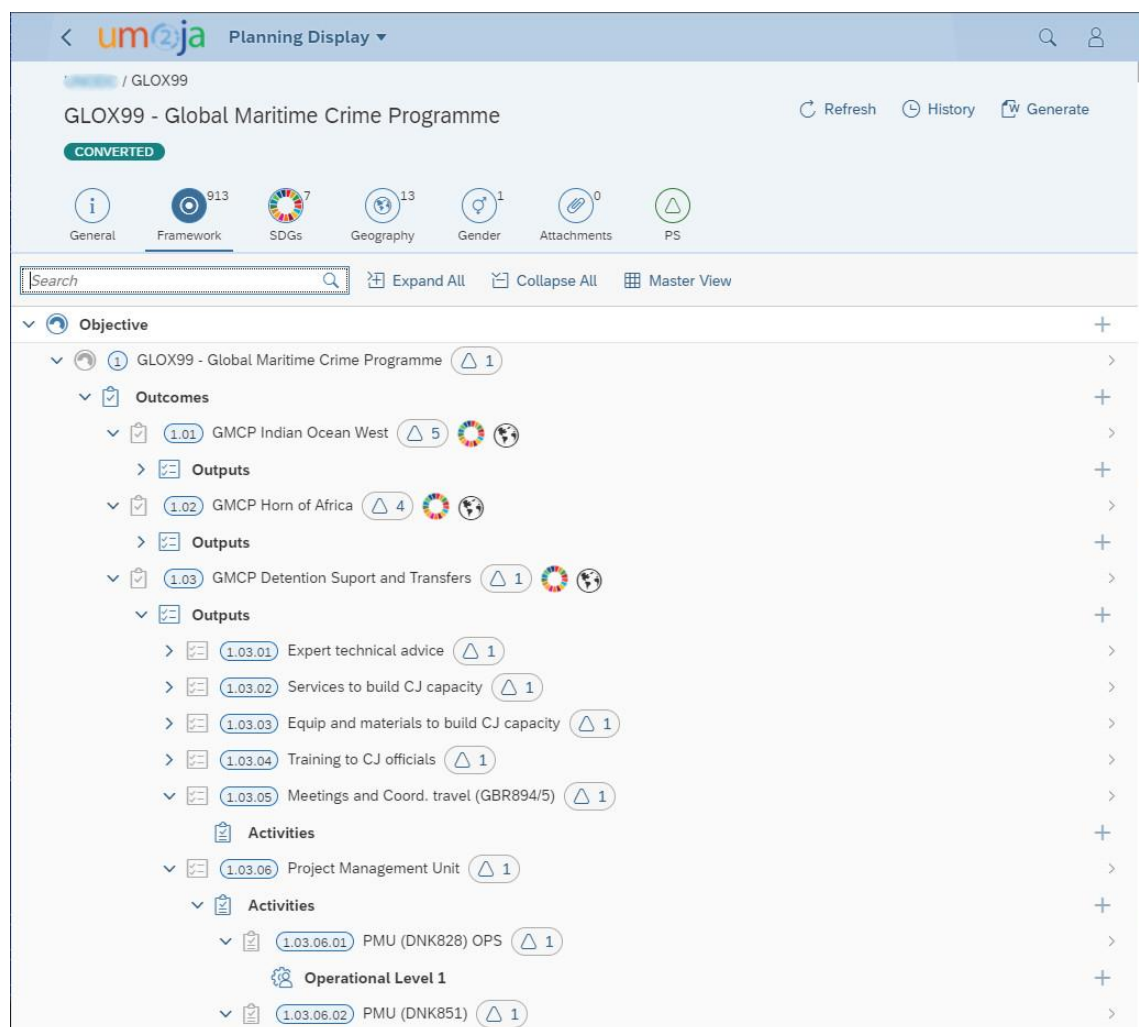 umoja Planning Display
/ GLOX99
GLOX99 - Global Maritime Crime Programme
Refresh History Generate
CONVERTED
913 7 13 1 0
General Framework SDGs Geography Gender Attachments PS
Search Expand All Collapse All Master View
Objective
1 GLOX99 - Global Maritime Crime Programme 1
Outcomes
1.01 GMCP Indian Ocean West 5
Outputs
1.02 GMCP Horn of Africa 4
Outputs
1.03 GMCP Detention Suport and Transfers 1
Outputs
1.03.01 Expert technical advice 1
1.03.02 Services to build CJ capacity 1
1.03.03 Equip and materials to build CJ capacity 1
1.03.04 Training to CJ officials 1
1.03.05 Meetings and Coord. travel (GBR894/5) 1
Activities
1.03.06 Project Management Unit 1
Activities
1.03.06.01 PMU (DNK828) OPS 1
Operational Level 1
1.03.06.02 PMU (DNK851) 1